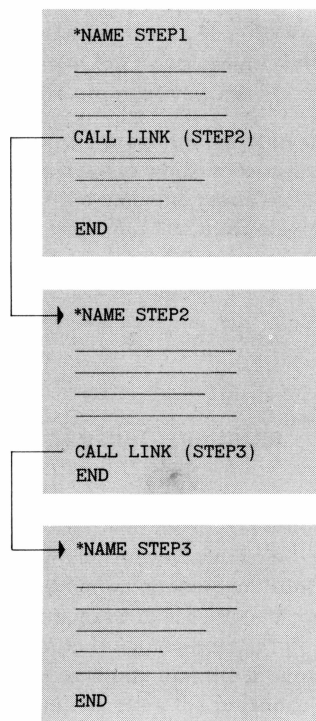 *NAME STEP1
CALL LINK (STEP2)
END
*NAME STEP2
CALL LINK (STEP3)
END
*NAME STEP3
END